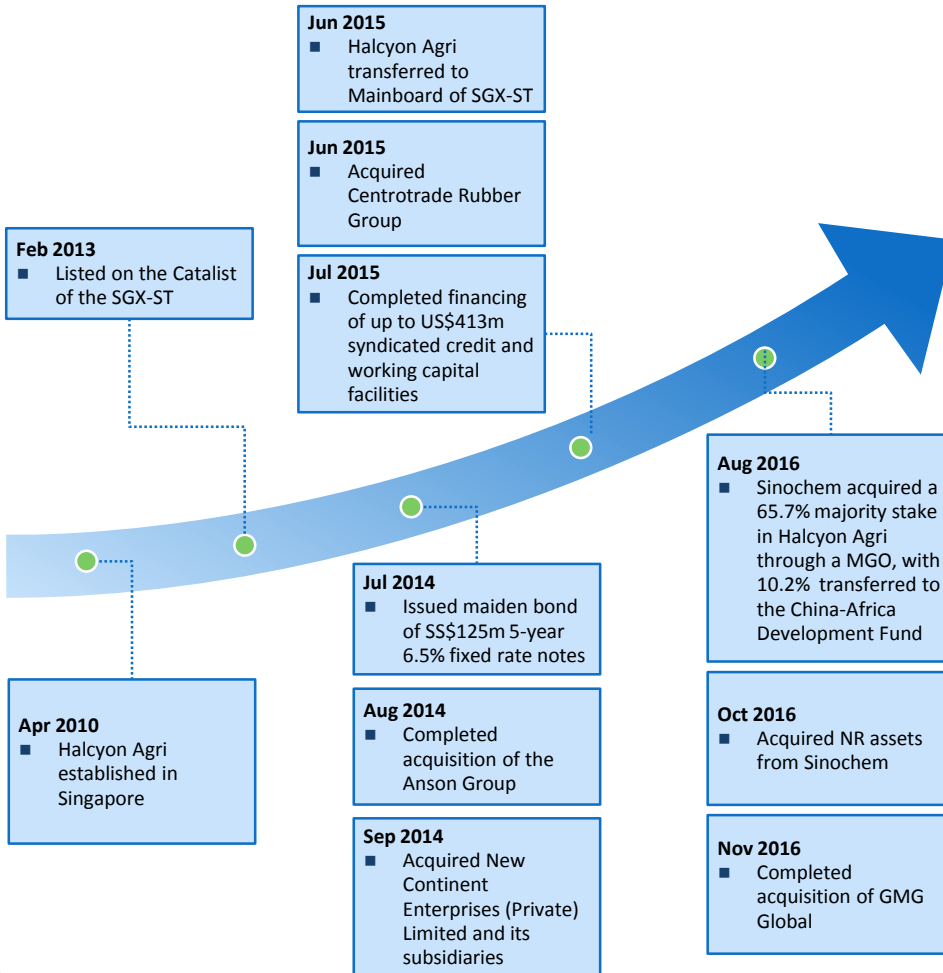 Jun 2015
■ Halcyon Agri
transferred to
Mainboard of SGX-ST
Jun 2015
■ Acquired
Centrotrade Rubber
Group
Feb 2013
■ Listed on the Catalist
of the SGX-ST
Jul 2015
■ Completed financing
of up to US$413m
syndicated credit and
working capital
facilities
Aug 2016
■ Sinochem acquired a
65.7% majority stake
in Halcyon Agri
through a MGO, with
10.2% transferred to
the China-Africa
Development Fund
Jul 2014
■ Issued maiden bond
of SS$125m 5-year
6.5% fixed rate notes
Apr 2010
■ Halcyon Agri
established in
Singapore
Aug 2014
■ Completed
acquisition of the
Anson Group
Oct 2016
■ Acquired NR assets
from Sinochem
Sep 2014
■ Acquired New
Continent
Enterprises (Private)
Limited and its
subsidiaries
Nov 2016
■ Completed
acquisition of GMG
Global